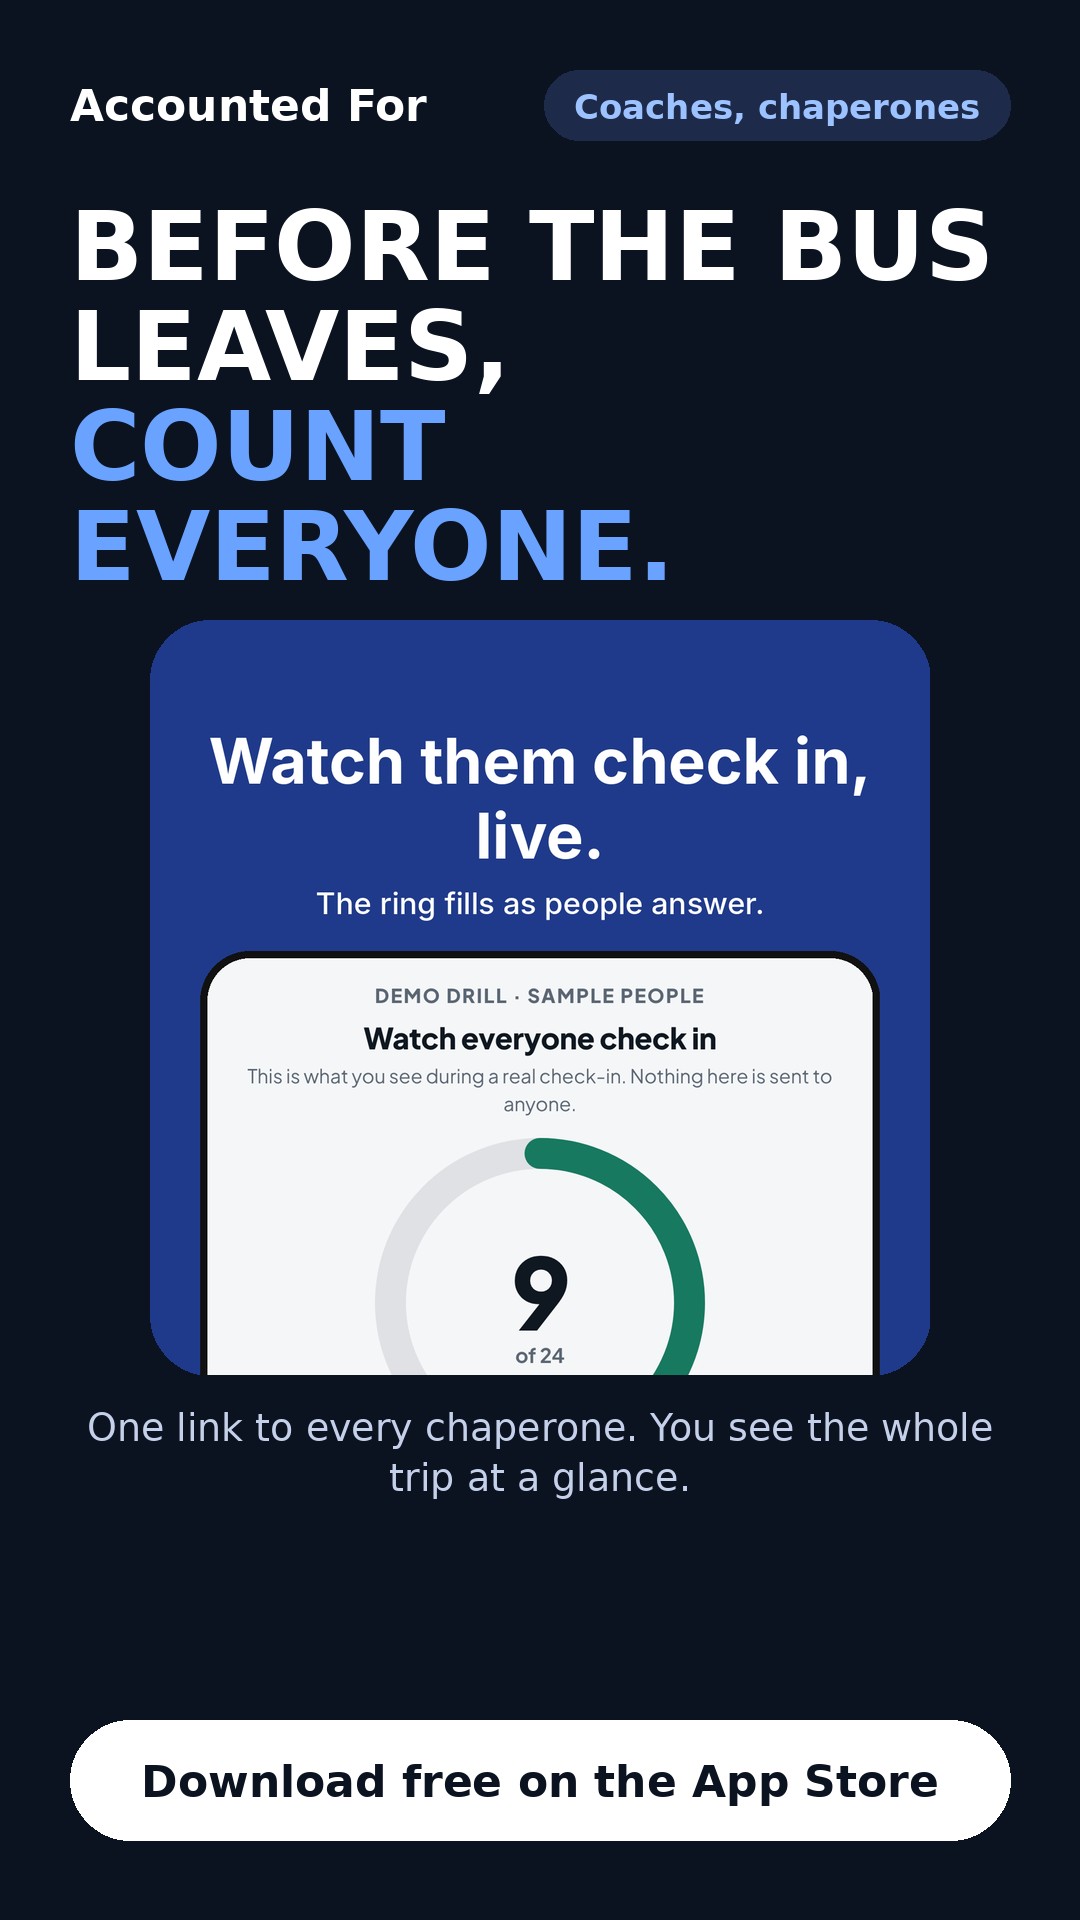 Accounted For
Coaches, chaperones
BEFORE THE BUS
LEAVES,
COUNT
EVERYONE.
Watch them check in,
live.
The ring fills as people answer.
DEMO DRILL · SAMPLE PEOPLE
Watch everyone check in
This is what you see during a real check-in. Nothing here is sent to
anyone.
9
of 24
One link to every chaperone. You see the whole
trip at a glance.
Download free on the App Store